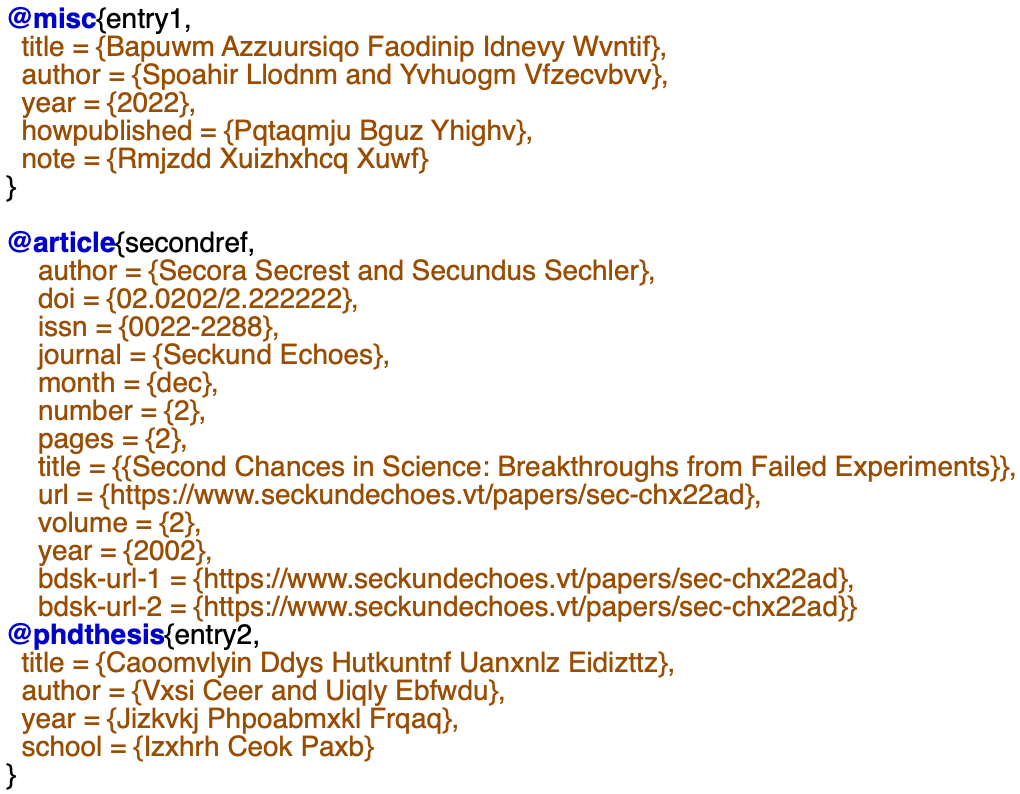 @misc{entry1,
title = {Bapuwm Azzuursiqo Faodinip Idnevy Wvntif},
author = {Spoahir Llodnm and Yvhuogm Vfzecvbvv},
year = {2022},
howpublished = {Pqtaqmju Bguz Yhighv},
note = {Rmjzdd Xuizhxhcq Xuwf}
}
@article{secondref,
author = {Secora Secrest and Secundus Sechler},
doi = {02.0202/2.222222},
issn = {0022-2288},
journal = {Seckund Echoes},
month = {dec},
number = {2},
pages = {2},
title = {{Second Chances in Science: Breakthroughs from Failed Experiments}},
url = {https://www.seckundechoes.vt/papers/sec-chx22ad},
volume = {2},
year = {2002},
bdsk-url-1 = {https://www.seckundechoes.vt/papers/sec-chx22ad},
bdsk-url-2 = {https://www.seckundechoes.vt/papers/sec-chx22ad}}
@phdthesis{entry2,
title = {Caoomvlyin Ddys Hutkuntnf Uanxnlz Eidizttz},
author = {Vxsi Ceer and Uiqly Ebfwdu},
year = {Jizkvkj Phpoabmxkl Frqaq},
school = {Izxhrh Ceok Paxb}
}